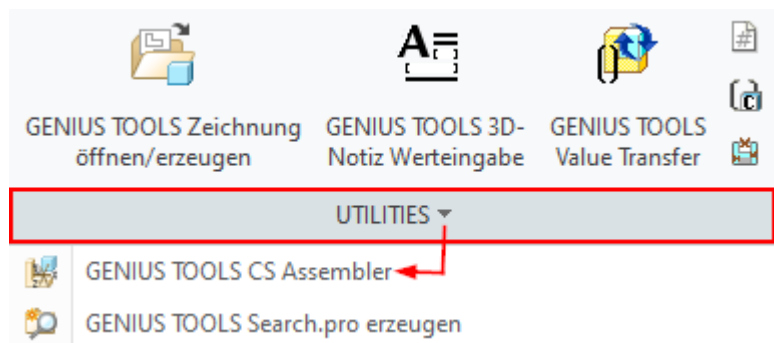 GENIUS TOOLS Zeichnung
öffnen/erzeugen
GENIUS TOOLS 3D-
Notiz Werteingabe
GENIUS TOOLS
Value Transfer
UTILITIES
GENIUS TOOLS CS Assembler
GENIUS TOOLS Search.pro erzeugen